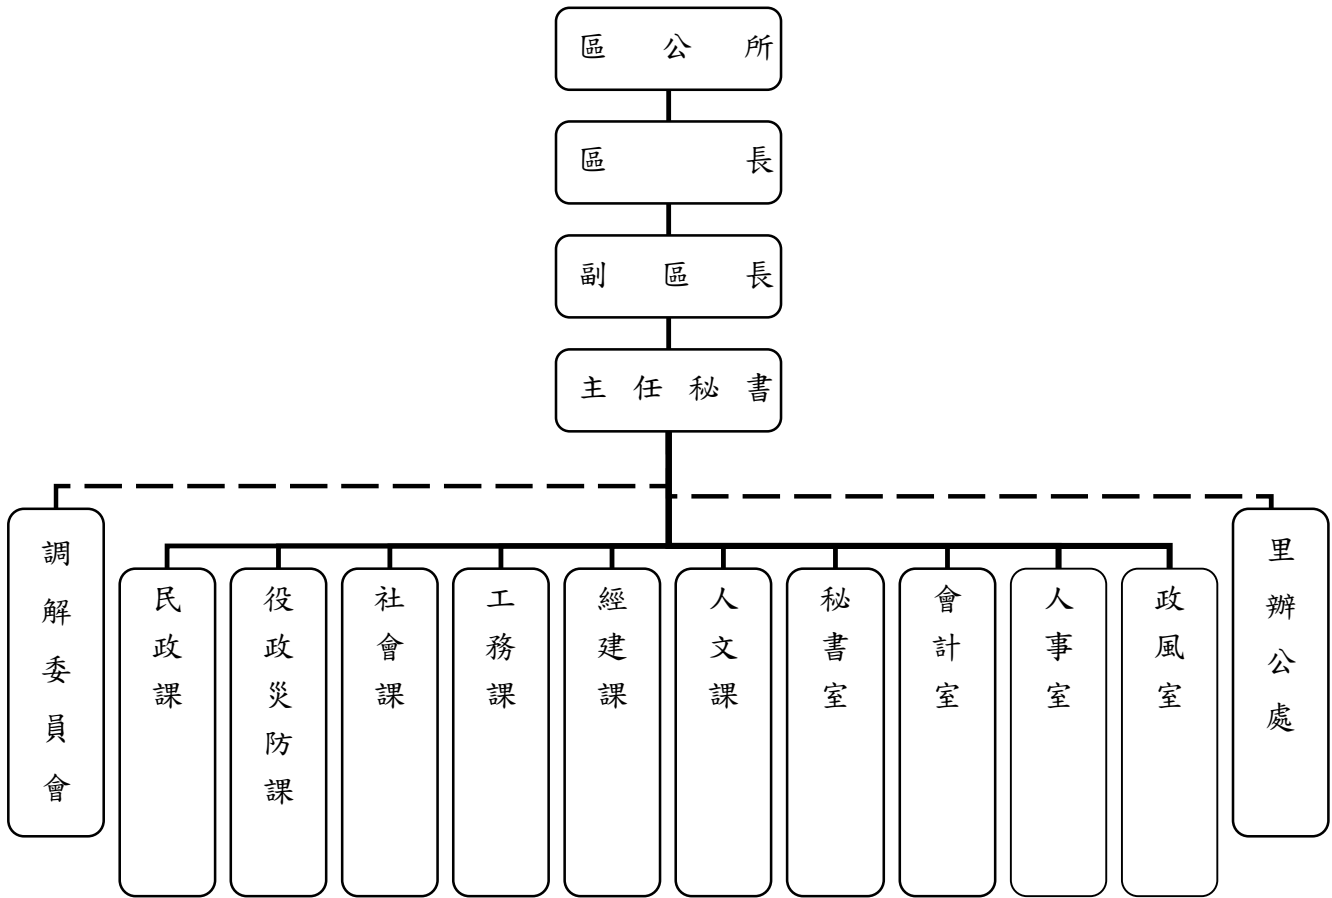 區公所
區長
副區長
主任秘書
調解委員會
民政課
役政災防課
社會課
工務課
經建課
人文課
秘書室
會計室
人事室
政風室
里辦公處